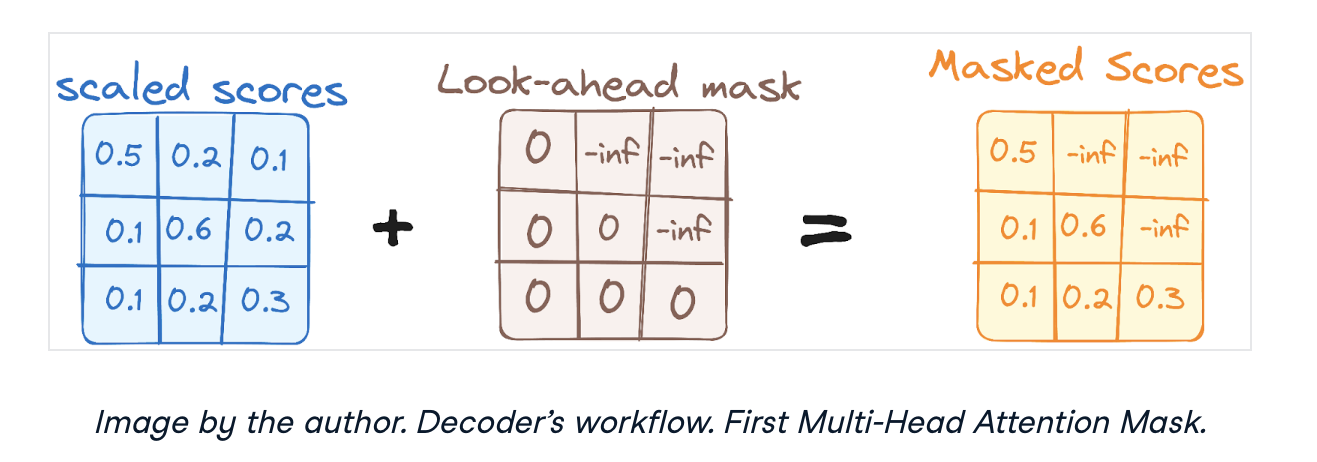 scaled scores Look-ahead mask Masked Scores
0.5 0.2 0.1 0 -inf -inf 0.5 -inf -inf
0.1 0.6 0.2 + 0 0 -inf = 0.1 0.6 -inf
0.1 0.2 0.3 0 0 0 0.1 0.2 0.3
Image by the author. Decoder’s workflow. First Multi-Head Attention Mask.